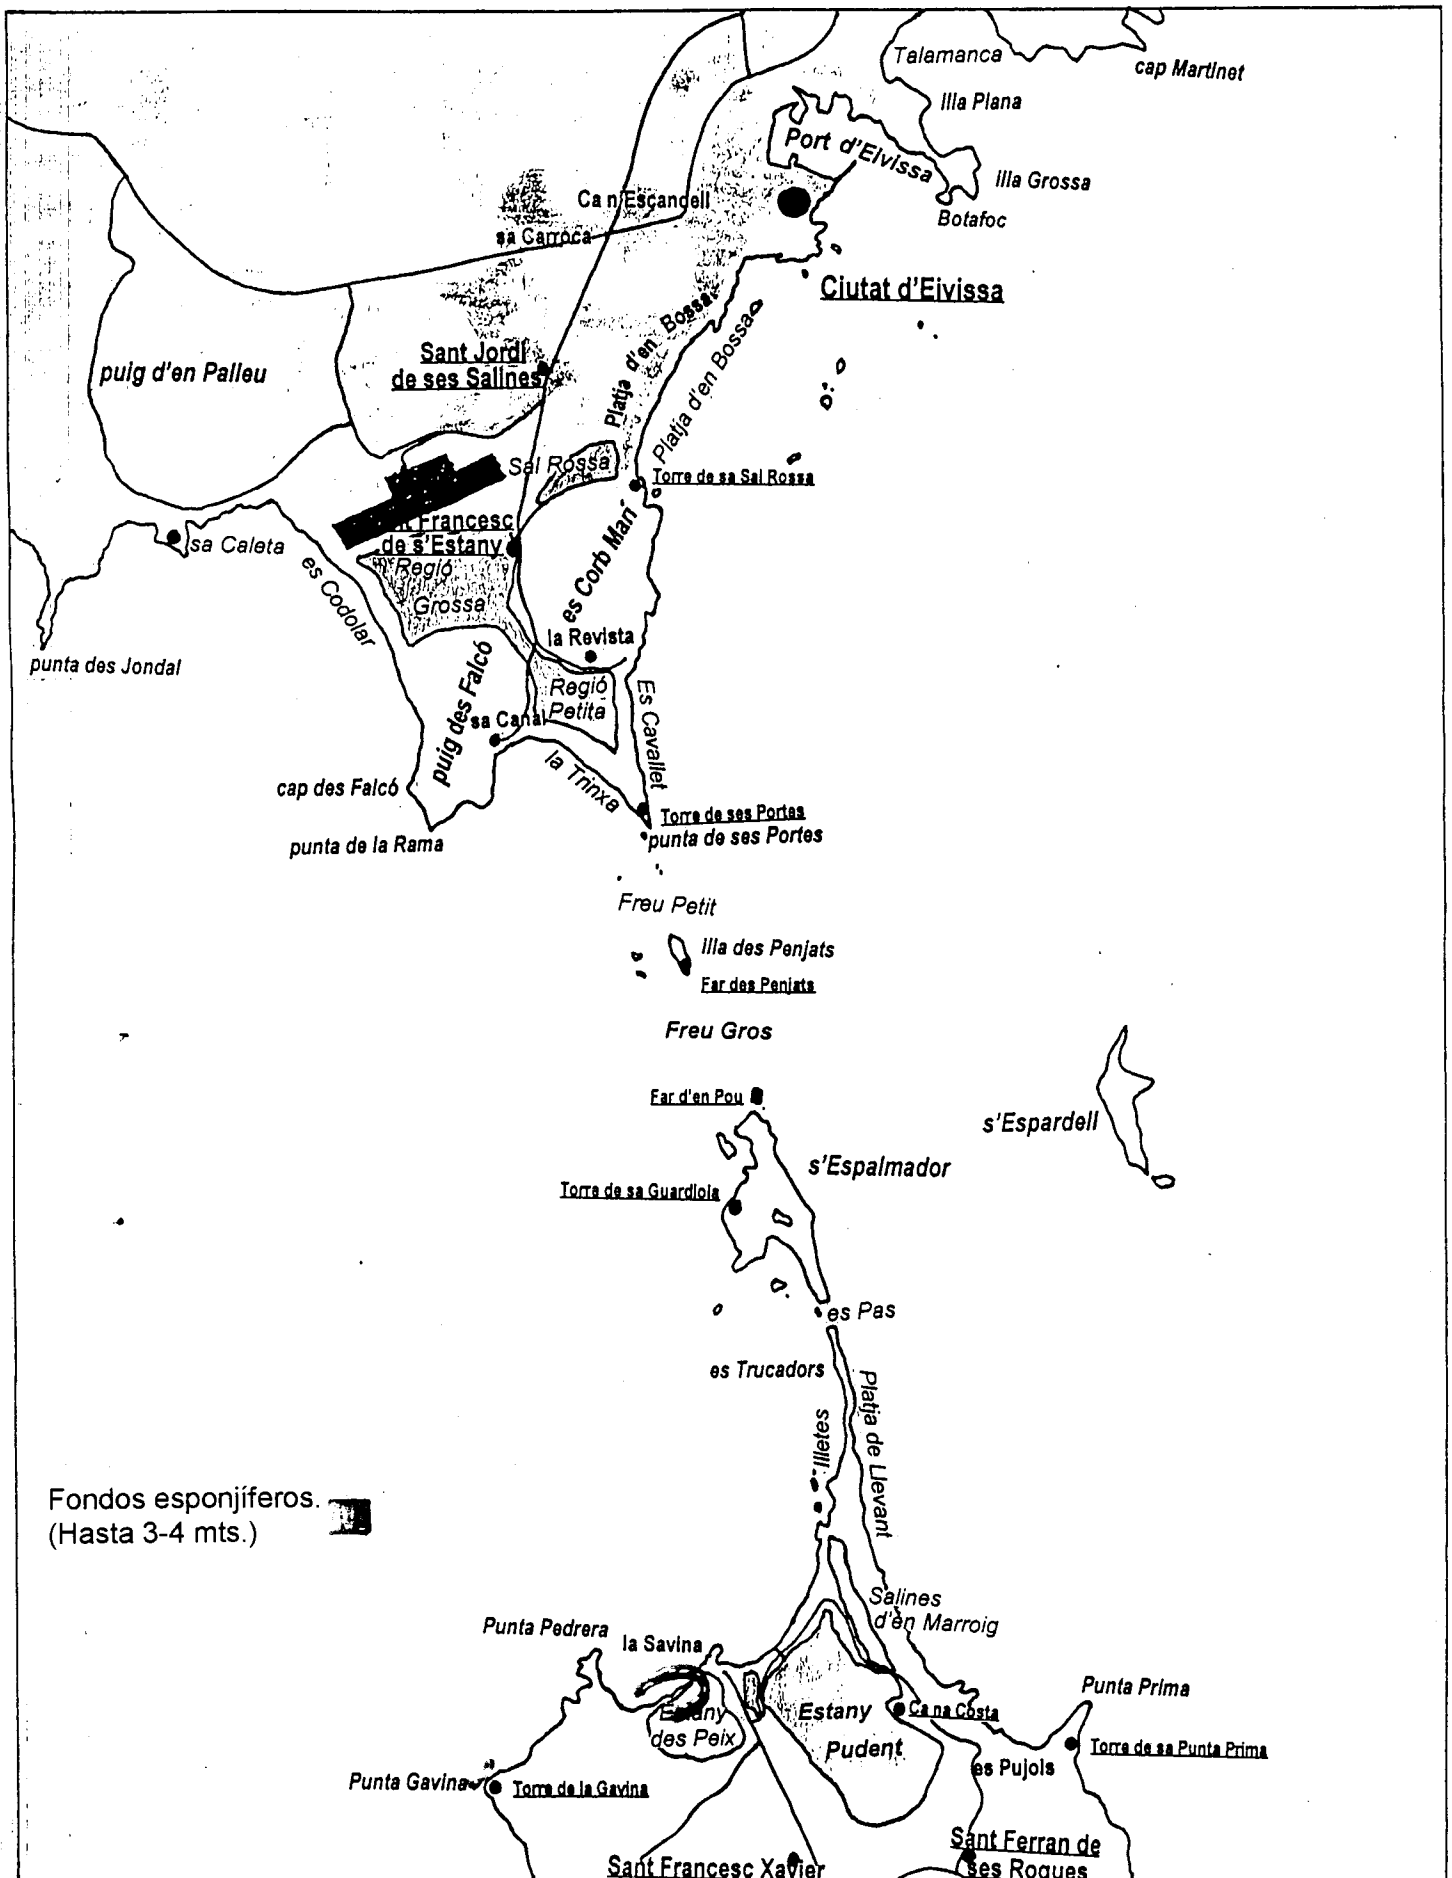 Talamanca
cap Martinet
illa Plana
Port d'Eivissa
illa Grossa
Botafoc
Ca n'Escandell
sa Carroca
Ciutat d'Eivissa
Platja d'en Bossa
Platja d'en Bossa
puig d'en Palleu
Sant Jordi
de ses Salines
Sal Rossa
Torre de sa Sal Rossa
nt Francesc
de s'Estany
sa Caleta
es Codolar
Regió
Grossa
es Corb Marí
la Revista
punta des Jondal
puig des Falcó
Regió
Petita
sa Canal
Es Cavallet
la Trinxa
cap des Falcó
punta de la Rama
Torre de ses Portes
punta de ses Portes
Freu Petit
illa des Penjats
Far des Penjats
Freu Gros
Far d'en Pou
s'Espardell
s'Espalmador
Torre de sa Guardiola
es Pas
es Trucadors
Platja de Llevant
Illetes
Fondos esponjíferos.
(Hasta 3-4 mts.)
Salines
d'en Marroig
Punta Pedrera
la Savina
Punta Prima
Estany
des Peix
Estany
Pudent
Ca na Costa
Torre de sa Punta Prima
es Pujols
Punta Gavina
Torre de la Gavina
Sant Francesc Xavier
Sant Ferran de
ses Roques